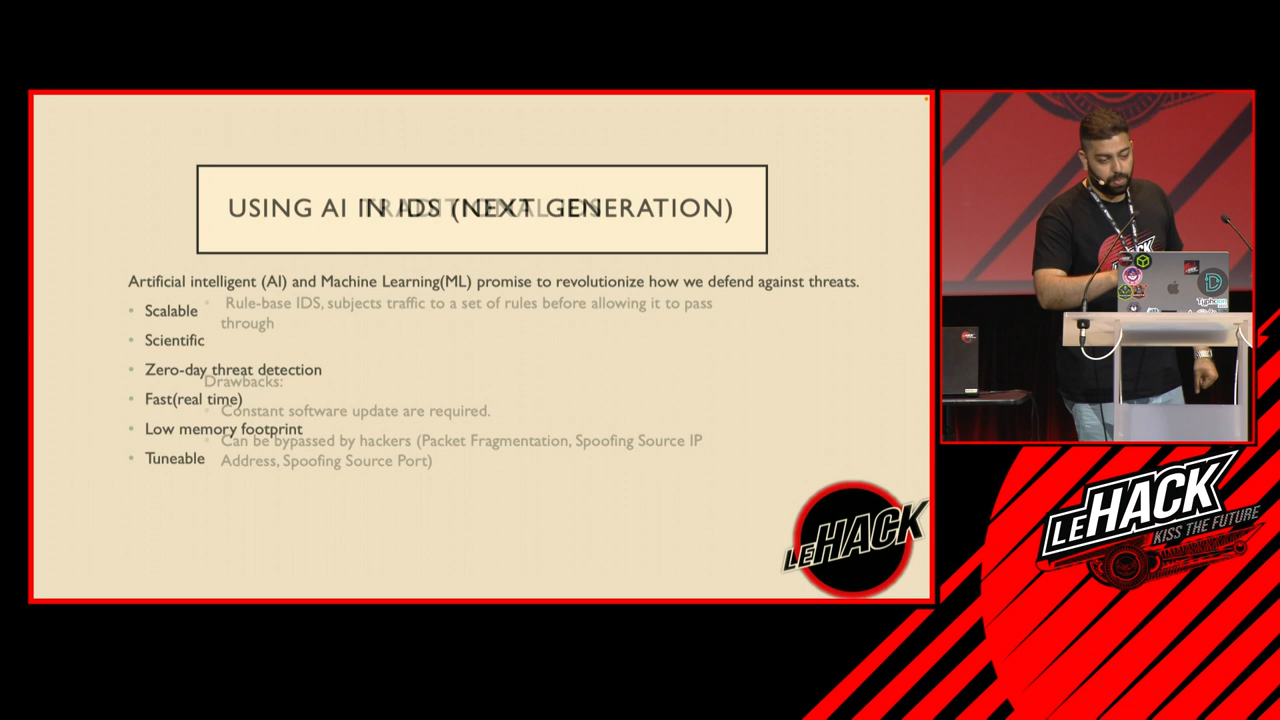 USING AI IN IDS (NEXT GENERATION)
TRADITIONAL IDS
Artificial intelligent (AI) and Machine Learning(ML) promise to revolutionize how we defend against threats.
• Scalable
• Scientific
• Zero-day threat detection
• Fast(real time)
• Low memory footprint
• Tuneable
Rule-base IDS, subjects traffic to a set of rules before allowing it to pass
through
Drawbacks:
Constant software update are required.
Can be bypassed by hackers (Packet Fragmentation, Spoofing Source IP
Address, Spoofing Source Port)
LEHACK
Typhoon
LEHACK
KISS THE FUTURE